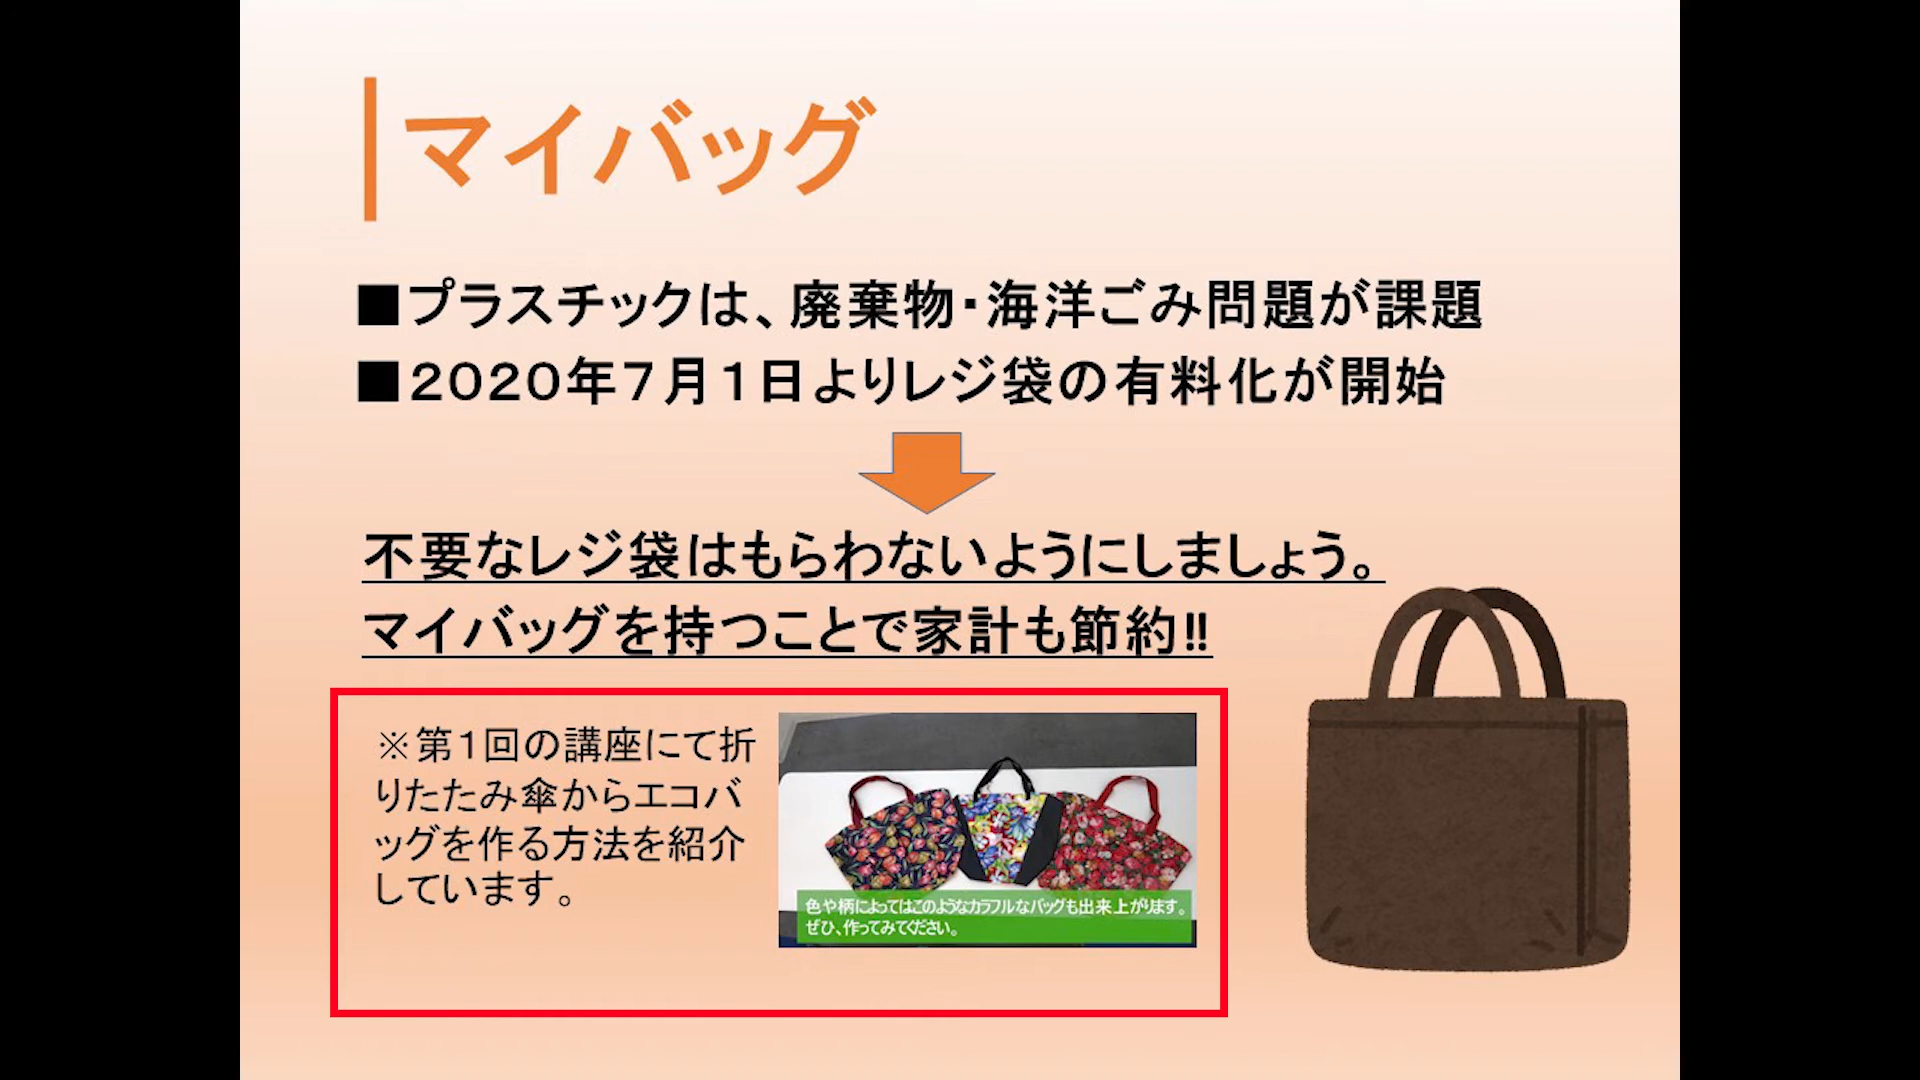 マイバッグ
■プラスチックは、廃棄物・海洋ごみ問題が課題
■２０２０年７月１日よりレジ袋の有料化が開始
不要なレジ袋はもらわないようにしましょう。
マイバッグを持つことで家計も節約‼
※第１回の講座にて折
りたたみ傘からエコバ
ッグを作る方法を紹介
しています。
色や柄によってはこのようなカラフルなバッグも出来上がります。
ぜひ、作ってみてください。